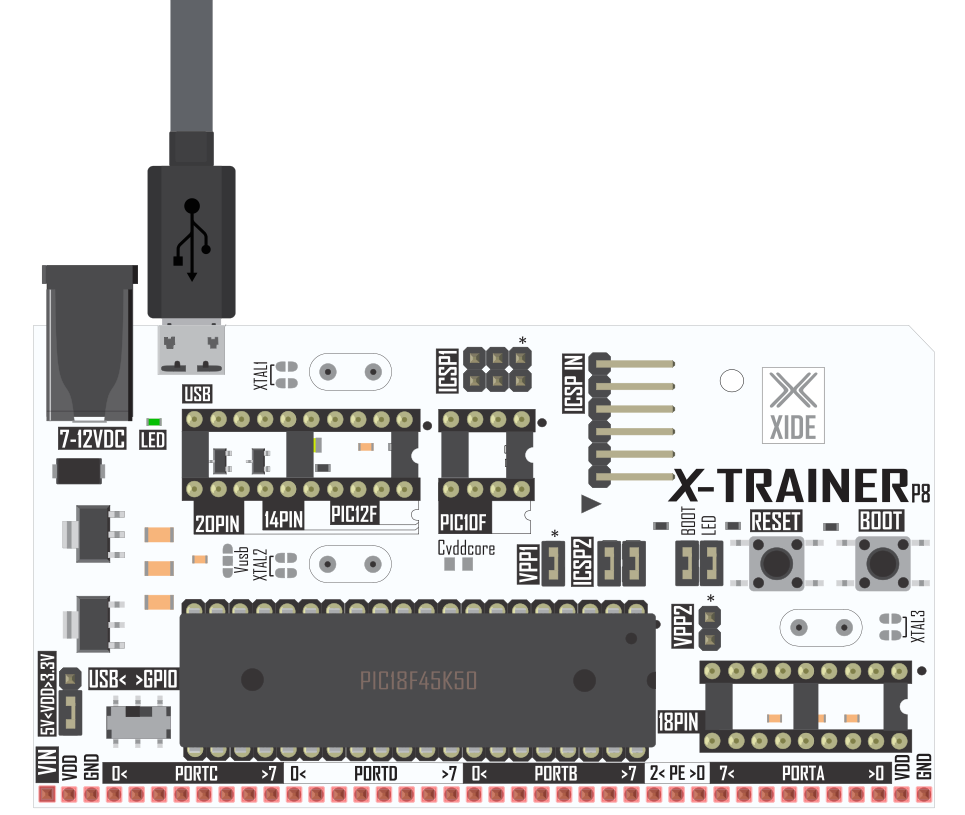 XTAL1
ICSP1
*
ICSP IN
USB
XIDE
7-12VDC
LED
X-TRAINER P8
20PIN
14PIN
PIC12F
PIC10F
BOOT
LED
RESET
BOOT
Vusb
XTAL2
Cvddcore
VPP1
*
ICSP2
VPP2
*
XTAL3
5V<VDD>3.3V
USB< >GPIO
PIC18F45K50
18PIN
VIN
VDD
GND
0< PORTC >7
0< PORTD >7
0< PORTB >7
2< PE >0
7< PORTA >0
VDD
GND